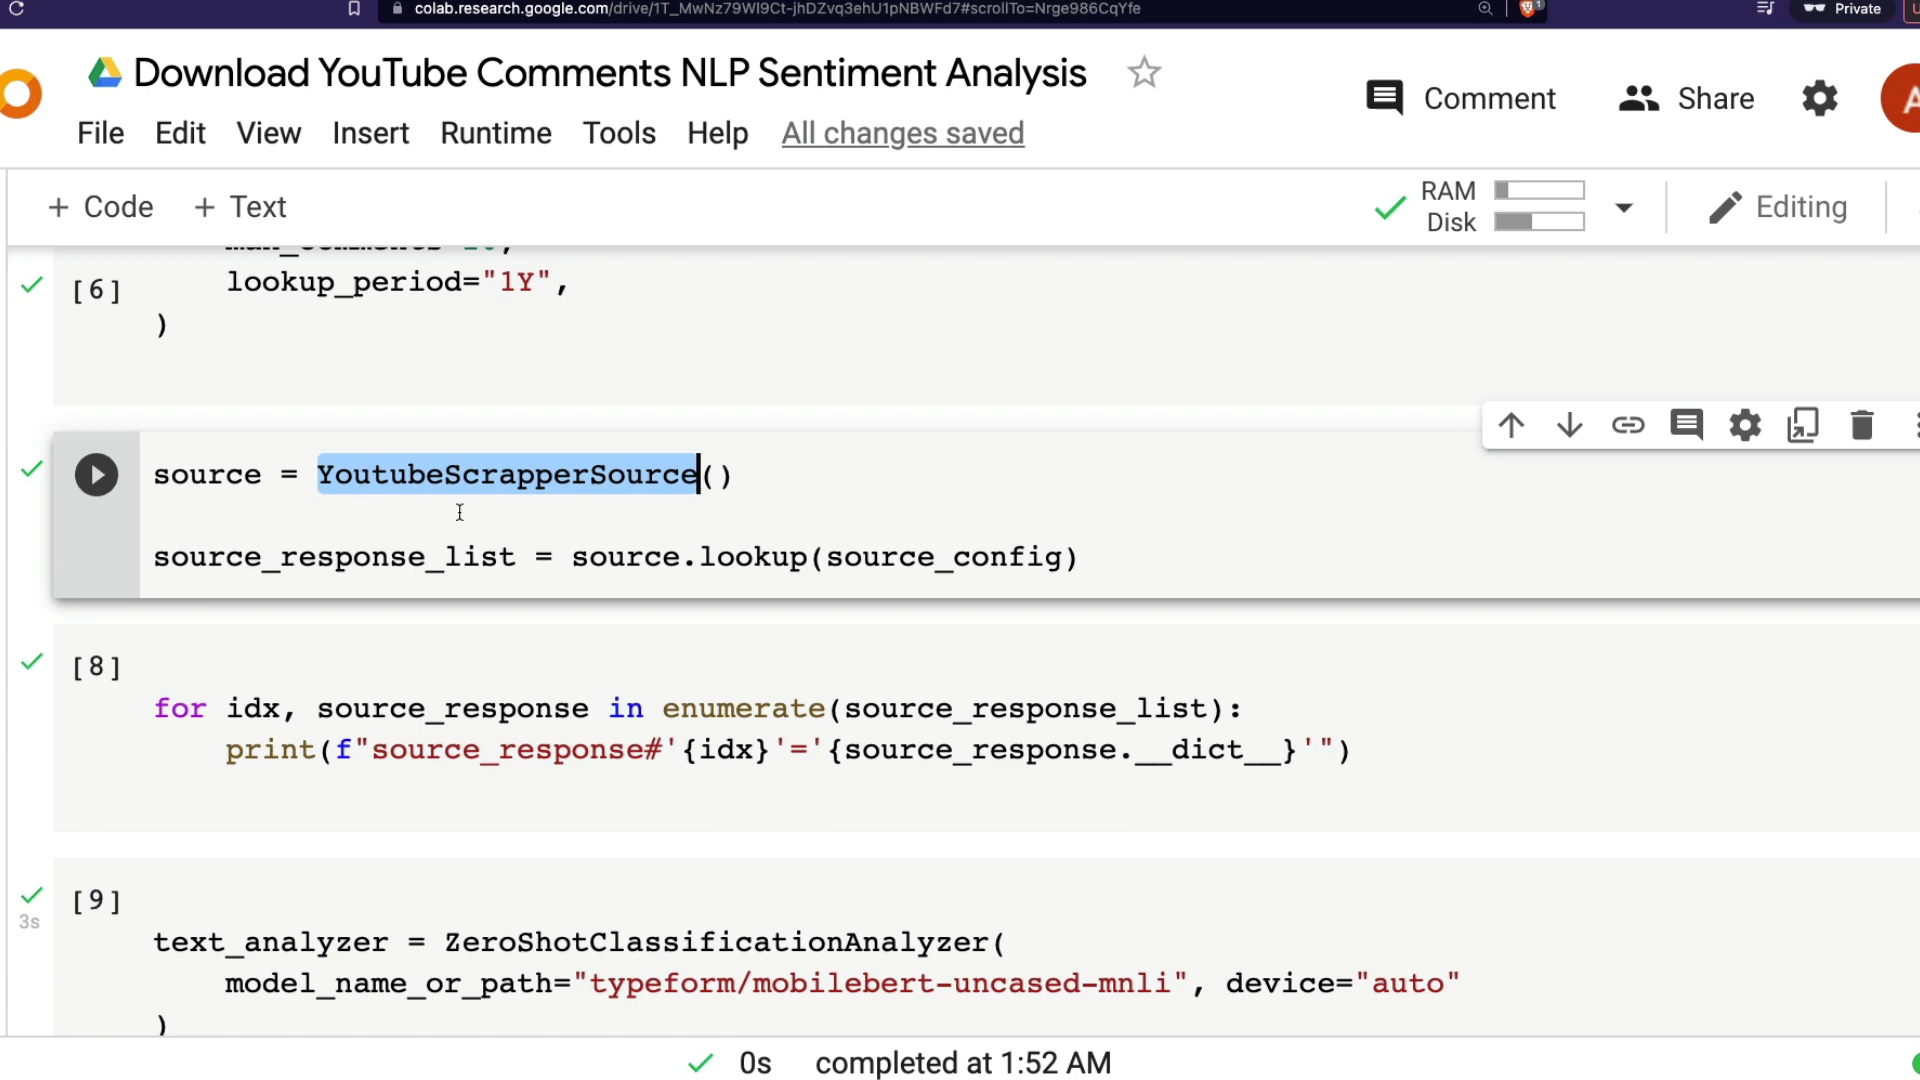 colab.research.google.com/drive/1T_MwNz79WI9Ct-jhDZvq3ehU1pNBWFd7#scrollTo=Nrge986CqYfe
1
Private
Download YouTube Comments NLP Sentiment Analysis
Comment
Share
A
File Edit View Insert Runtime Tools Help All changes saved
+ Code + Text
RAM
Disk
Editing
[6]
lookup_period="1Y",
)
source = YoutubeScrapperSource()
source_response_list = source.lookup(source_config)
[8]
for idx, source_response in enumerate(source_response_list):
print(f"source_response#'{idx}'='{source_response.__dict__}'")
[9]
3s
text_analyzer = ZeroShotClassificationAnalyzer(
model_name_or_path="typeform/mobilebert-uncased-mnli", device="auto"
)
0s completed at 1:52 AM